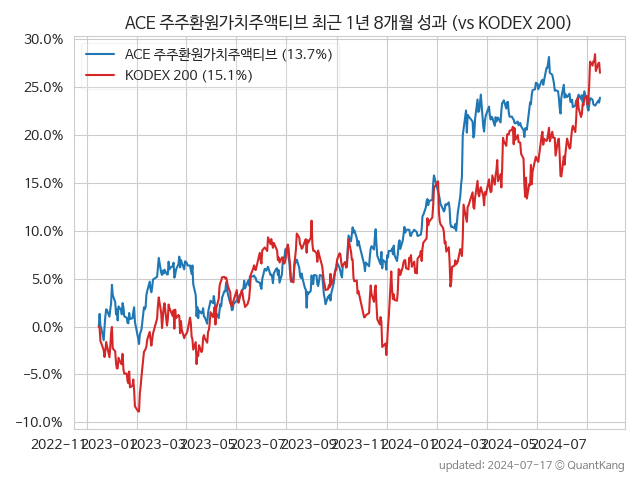 ACE 주주환원가치주액티브 최근 1년 8개월 성과 (vs KODEX 200)
ACE 주주환원가치주액티브 (13.7%)
KODEX 200 (15.1%)
30.0%
25.0%
20.0%
15.0%
10.0%
5.0%
0.0%
−5.0%
−10.0%
2022-11 2023-01 2023-03 2023-05 2023-07 2023-09 2023-11 2024-01 2024-03 2024-05 2024-07
updated: 2024-07-17 © QuantKang